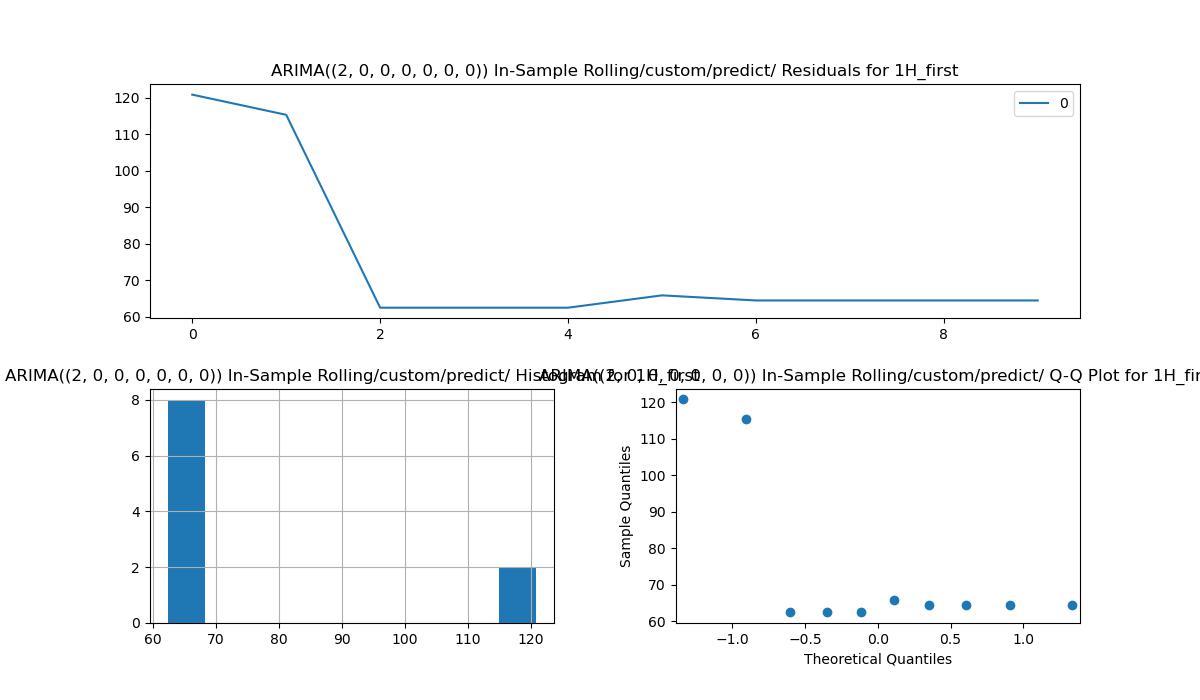 ARIMA((2, 0, 0, 0, 0, 0, 0)) In-Sample Rolling/custom/predict/ Residuals for 1H_first
120
110
100
90
80
70
60
0
0 2 4 6 8
ARIMA((2, 0, 0, 0, 0, 0, 0)) In-Sample Rolling/custom/predict/ Histogram for 1H_first
8
6
4
2
0
60 70 80 90 100 110 120
ARIMA((2, 0, 0, 0, 0, 0, 0)) In-Sample Rolling/custom/predict/ Q-Q Plot for 1H_fir
Sample Quantiles
120
110
100
90
80
70
60
−1.0 −0.5 0.0 0.5 1.0
Theoretical Quantiles